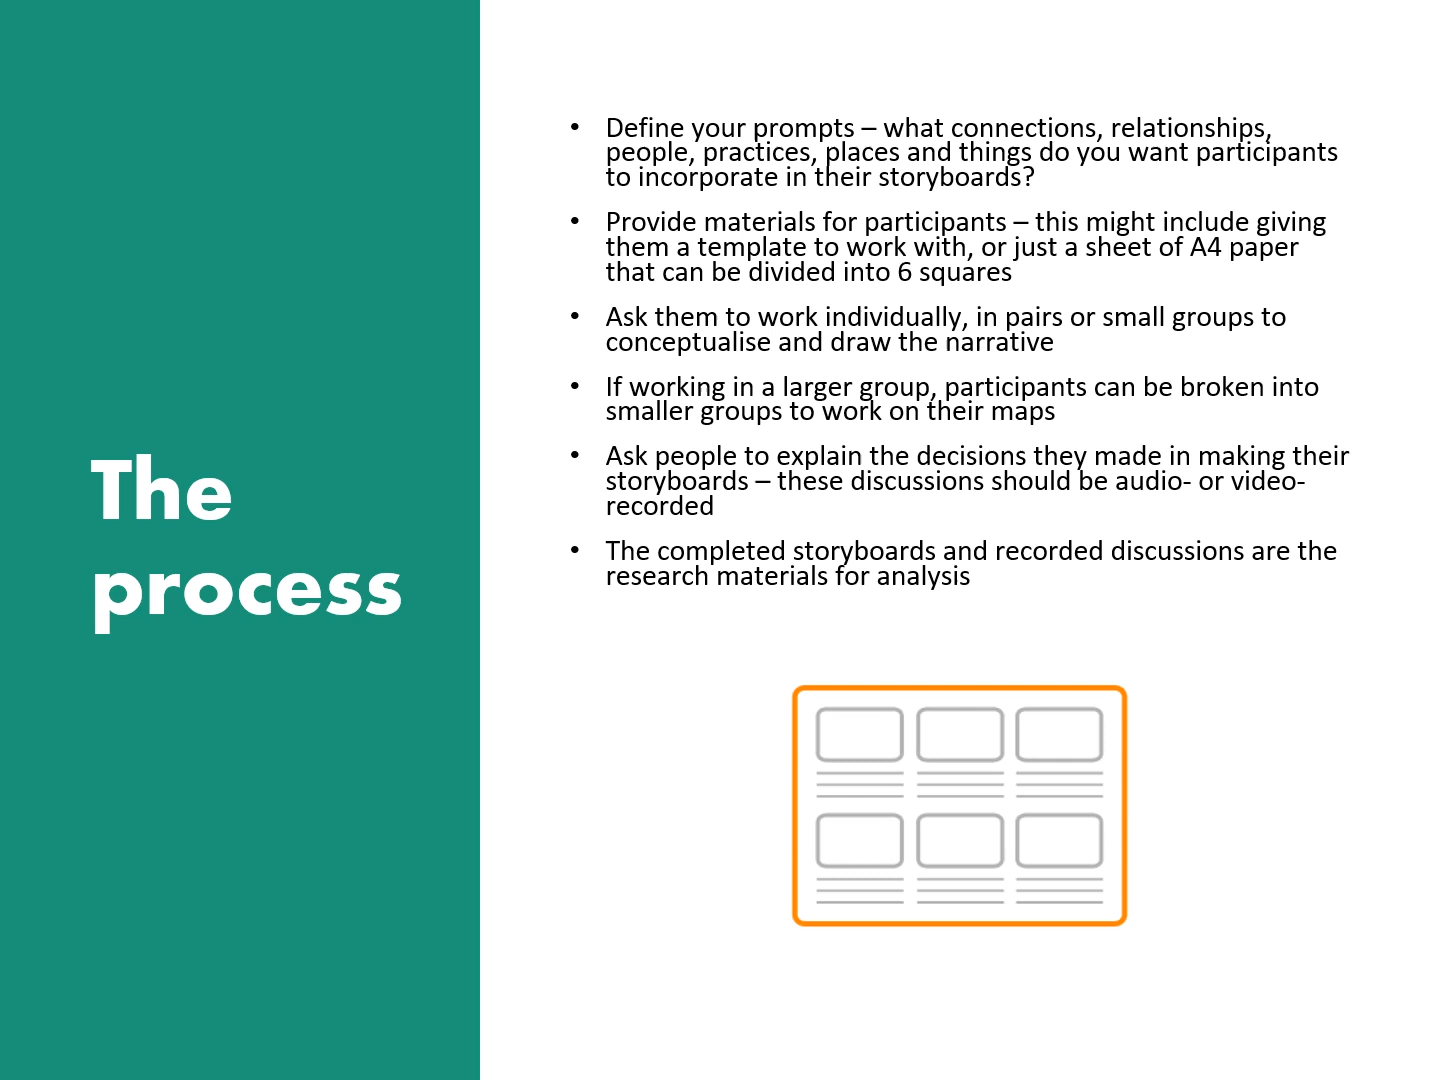 The
process
• Define your prompts – what connections, relationships,
people, practices, places and things do you want participants
to incorporate in their storyboards?
• Provide materials for participants – this might include giving
them a template to work with, or just a sheet of A4 paper
that can be divided into 6 squares
• Ask them to work individually, in pairs or small groups to
conceptualise and draw the narrative
• If working in a larger group, participants can be broken into
smaller groups to work on their maps
• Ask people to explain the decisions they made in making their
storyboards – these discussions should be audio- or video-
recorded
• The completed storyboards and recorded discussions are the
research materials for analysis